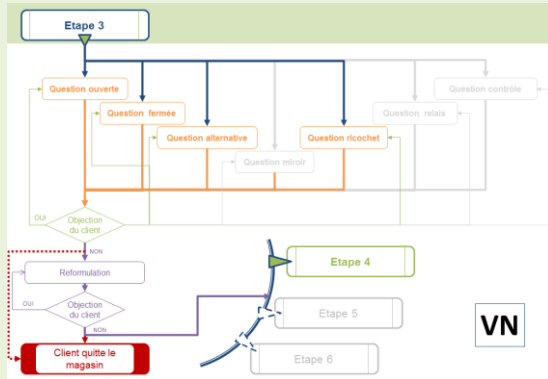 Etape 3
Question ouverte
Question contrôle
Question fermée
Question relais
Question alternative
Question ricochet
Question miroir
OUI
Objection
du client
NON
Reformulation
Etape 4
OUI
Objection
du client
Etape 5
NON
VN
Client quitte le
magasin
Etape 6